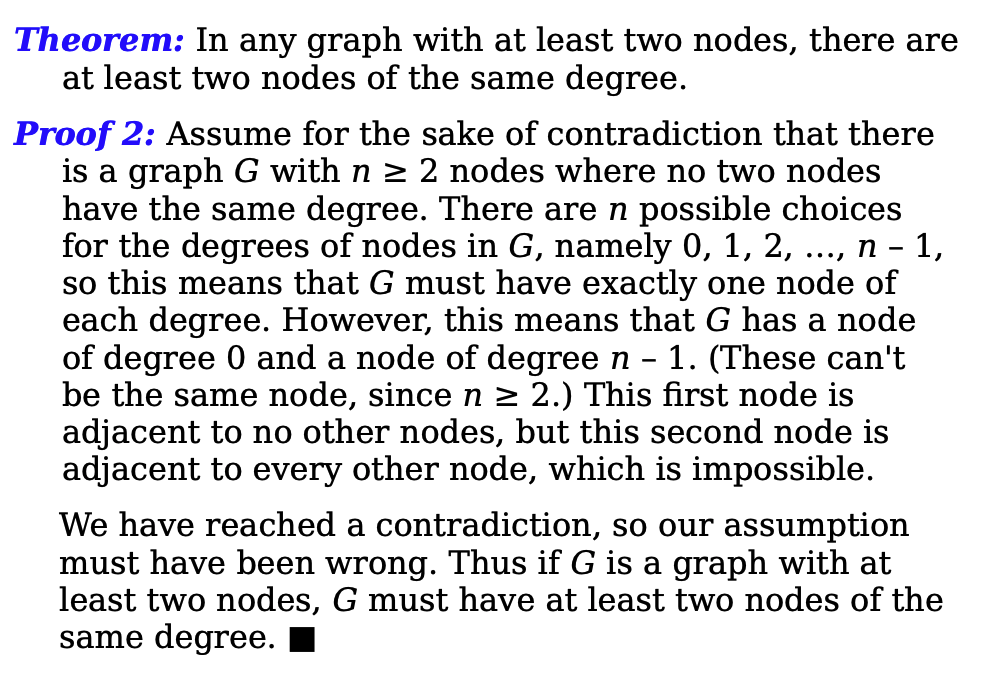 Theorem: In any graph with at least two nodes, there are
at least two nodes of the same degree.
Proof 2: Assume for the sake of contradiction that there
is a graph G with n ≥ 2 nodes where no two nodes
have the same degree. There are n possible choices
for the degrees of nodes in G, namely 0, 1, 2, …, n – 1,
so this means that G must have exactly one node of
each degree. However, this means that G has a node
of degree 0 and a node of degree n – 1. (These can't
be the same node, since n ≥ 2.) This first node is
adjacent to no other nodes, but this second node is
adjacent to every other node, which is impossible.
We have reached a contradiction, so our assumption
must have been wrong. Thus if G is a graph with at
least two nodes, G must have at least two nodes of the
same degree. ■